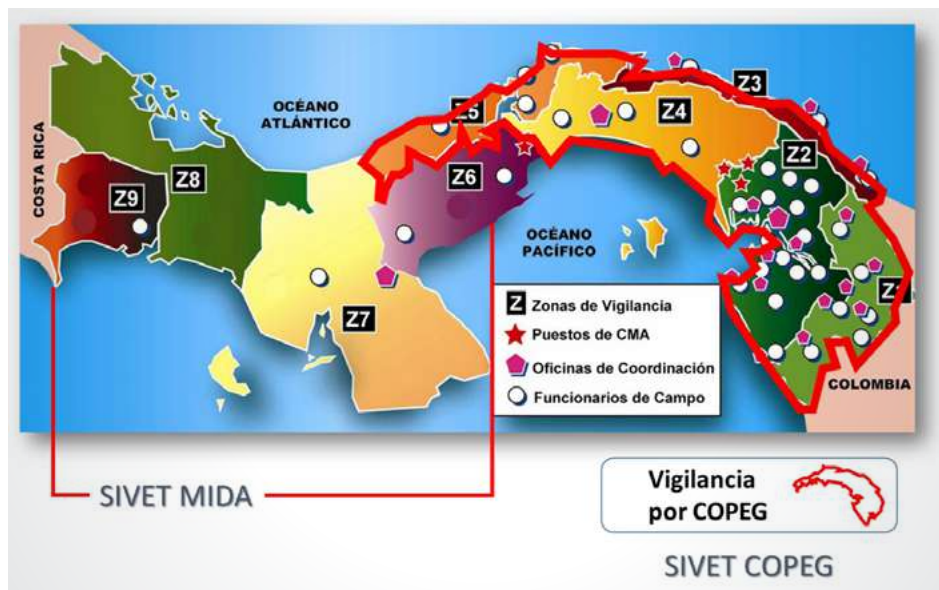 COSTA RICA
OCÉANO
ATLÁNTICO
Z9
Z8
Z7
Z6
Z5
Z4
Z3
Z2
OCÉANO
PACÍFICO
COLOMBIA
Z Zonas de Vigilancia
Puestos de CMA
Oficinas de Coordinación
Funcionarios de Campo
SIVET MIDA
Vigilancia
por COPEG
SIVET COPEG